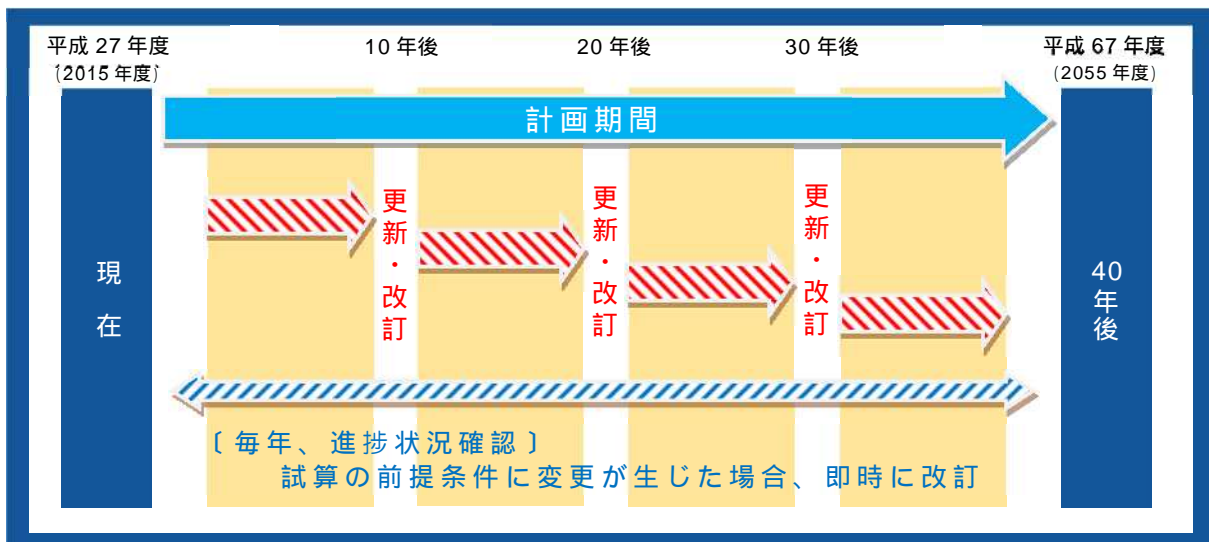 平成 27 年度
(2015 年度)
10 年後
20 年後
30 年後
平成 67 年度
(2055 年度)
計画期間
現在
更新・改訂
更新・改訂
更新・改訂
40年後
〔毎年、進捗状況確認〕
試算の前提条件に変更が生じた場合、即時に改訂